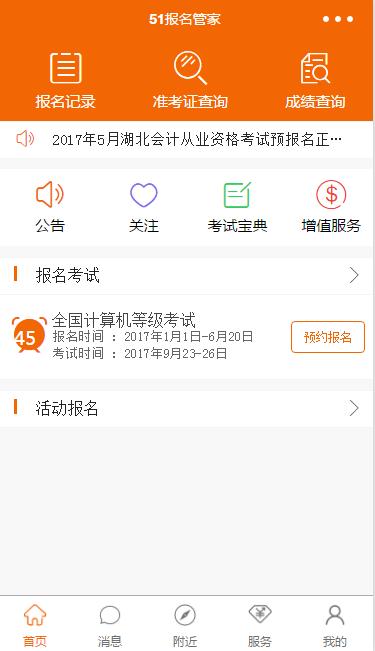 51报名管家
报名记录
准考证查询
成绩查询
2017年5月湖北会计从业资格考试预报名正…
公告
关注
考试宝典
增值服务
报名考试
45
全国计算机等级考试
报名时间 ：2017年1月1日-6月20日
考试时间 ：2017年9月23-26日
预约报名
活动报名
首页
消息
附近
服务
我的